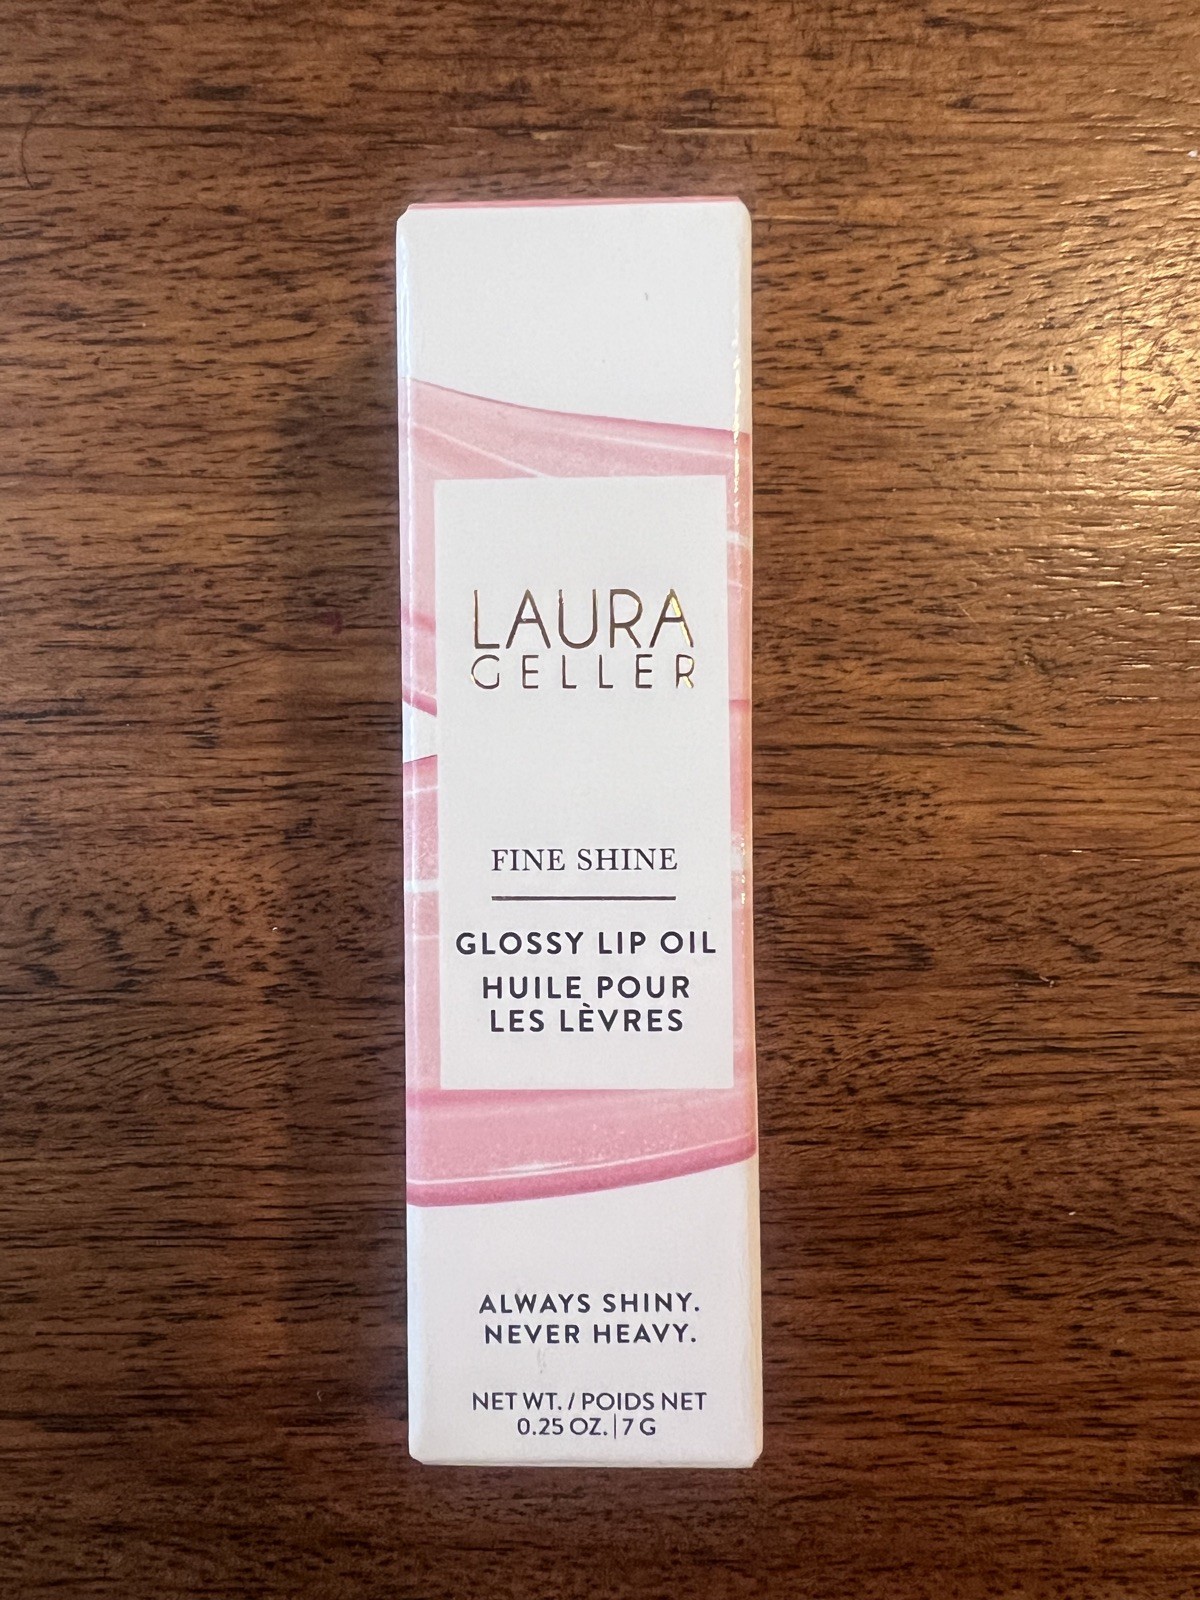 LAURA
GELLER
FINE SHINE
GLOSSY LIP OIL
HUILE POUR
LES LÈVRES
ALWAYS SHINY.
NEVER HEAVY.
NET WT. / POIDS NET
0.25 OZ. | 7 G